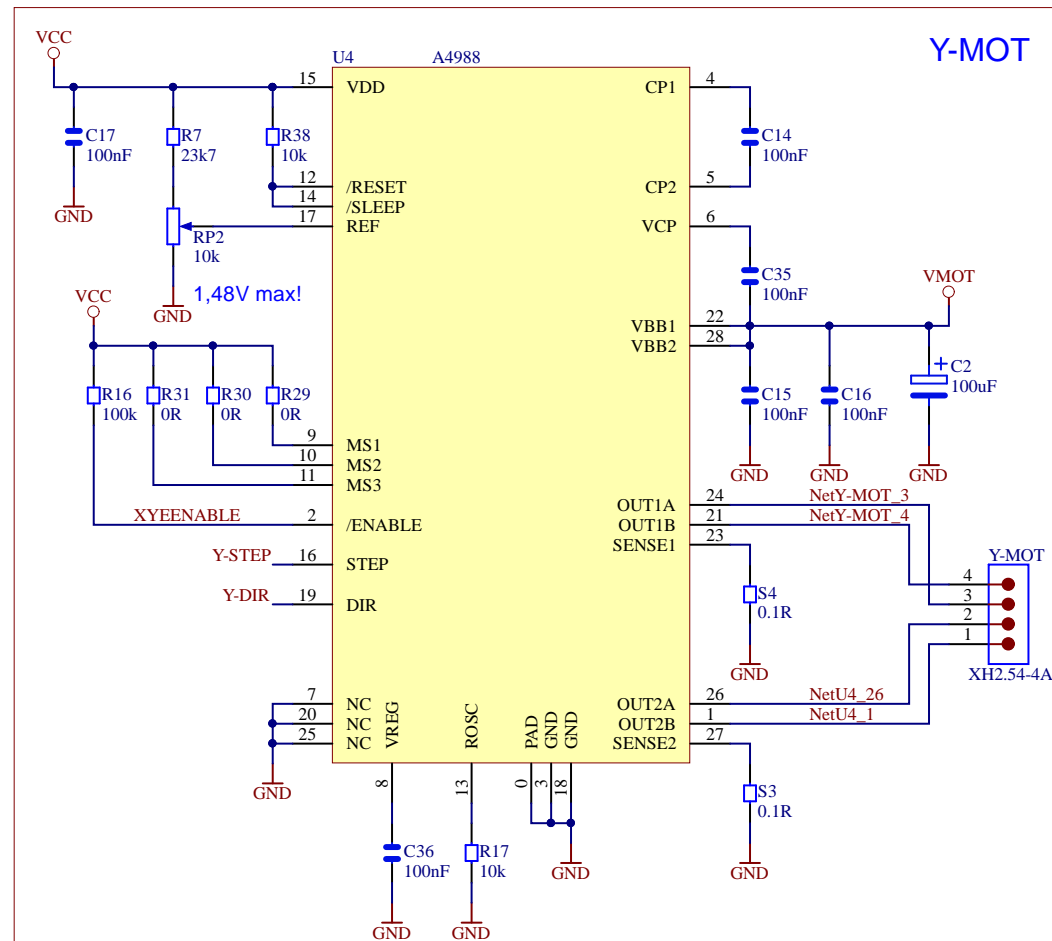 Y-MOT
VCC
U4
A4988
15
VDD
CP1
4
C17
100nF
R7
23k7
R38
10k
C14
100nF
12
/RESET
CP2
5
14
/SLEEP
17
REF
VCP
6
GND
RP2
10k
1,48V max!
GND
C35
100nF
VMOT
VCC
VBB1
22
VBB2
28
R16
100k
R31
0R
R30
0R
R29
0R
C15
100nF
C16
100nF
+
C2
100uF
9
MS1
10
MS2
11
MS3
GND
GND
GND
XYEENABLE
2
/ENABLE
OUT1A
24
NetY-MOT_3
OUT1B
21
NetY-MOT_4
SENSE1
23
Y-STEP
16
STEP
Y-DIR
19
DIR
S4
0.1R
GND
Y-MOT
4
3
2
1
XH2.54-4A
7
NC
20
NC
25
NC
VREG
ROSC
PAD
GND
GND
OUT2A
26
NetU4_26
OUT2B
1
NetU4_1
SENSE2
27
GND
8
13
0
3
18
S3
0.1R
C36
100nF
R17
10k
GND
GND
GND
GND